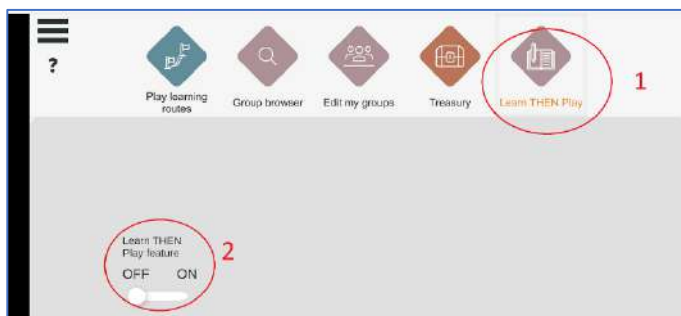 ?
Play learning
routes
Group browser
Edit my groups
Treasury
Learn THEN Play
1
Learn THEN
Play feature
OFF ON
2